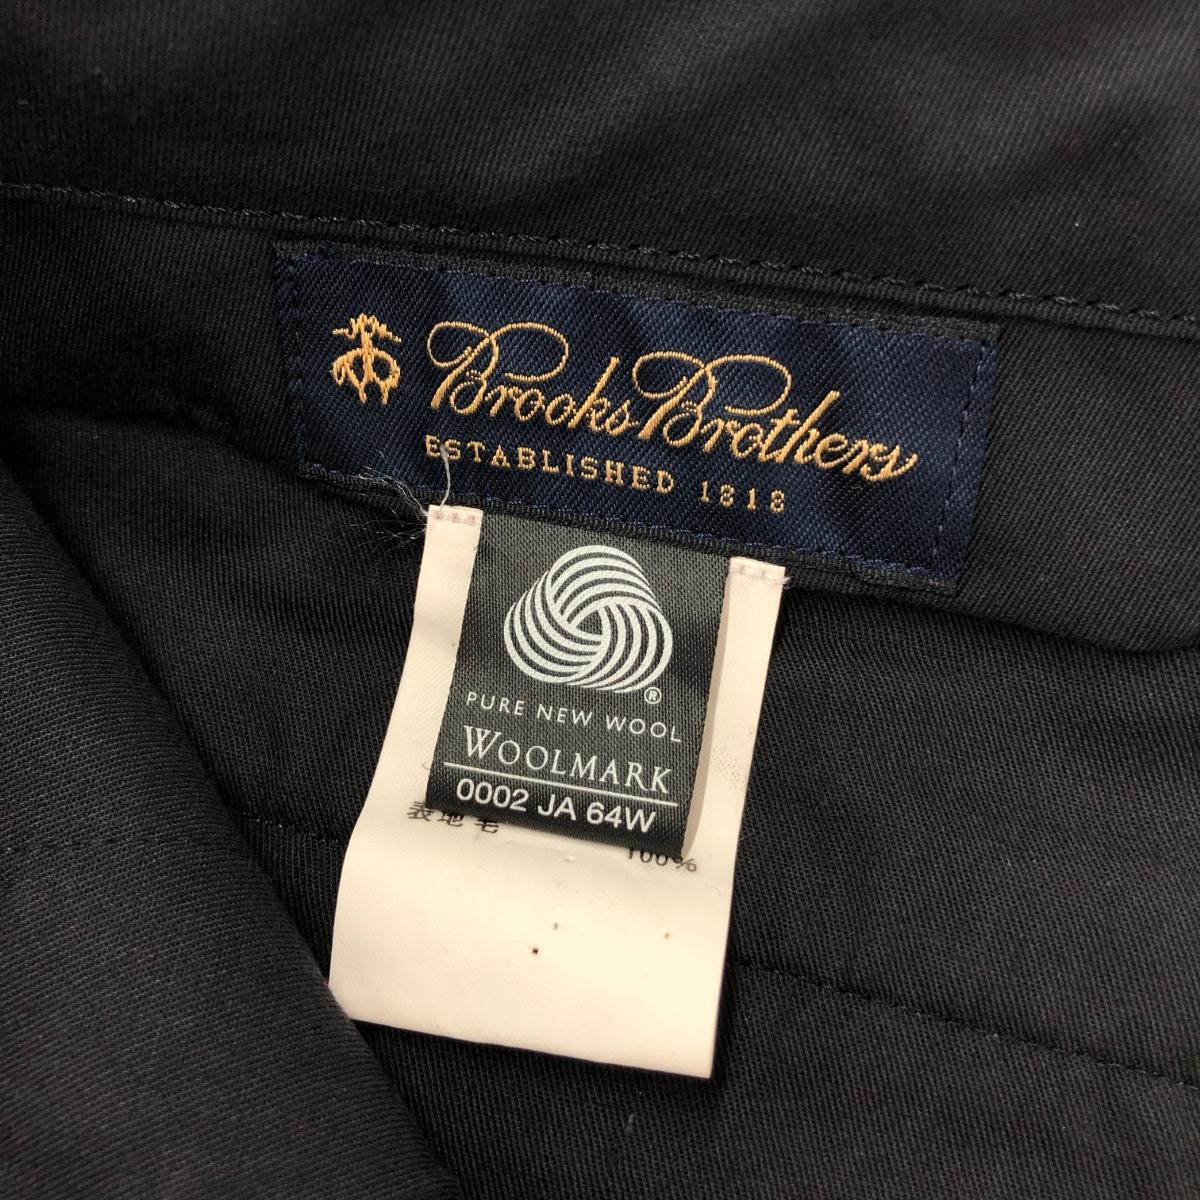 Brooks Brothers
ESTABLISHED 1818
®
PURE NEW WOOL
WOOLMARK
0002 JA 64W
表地 毛
100%